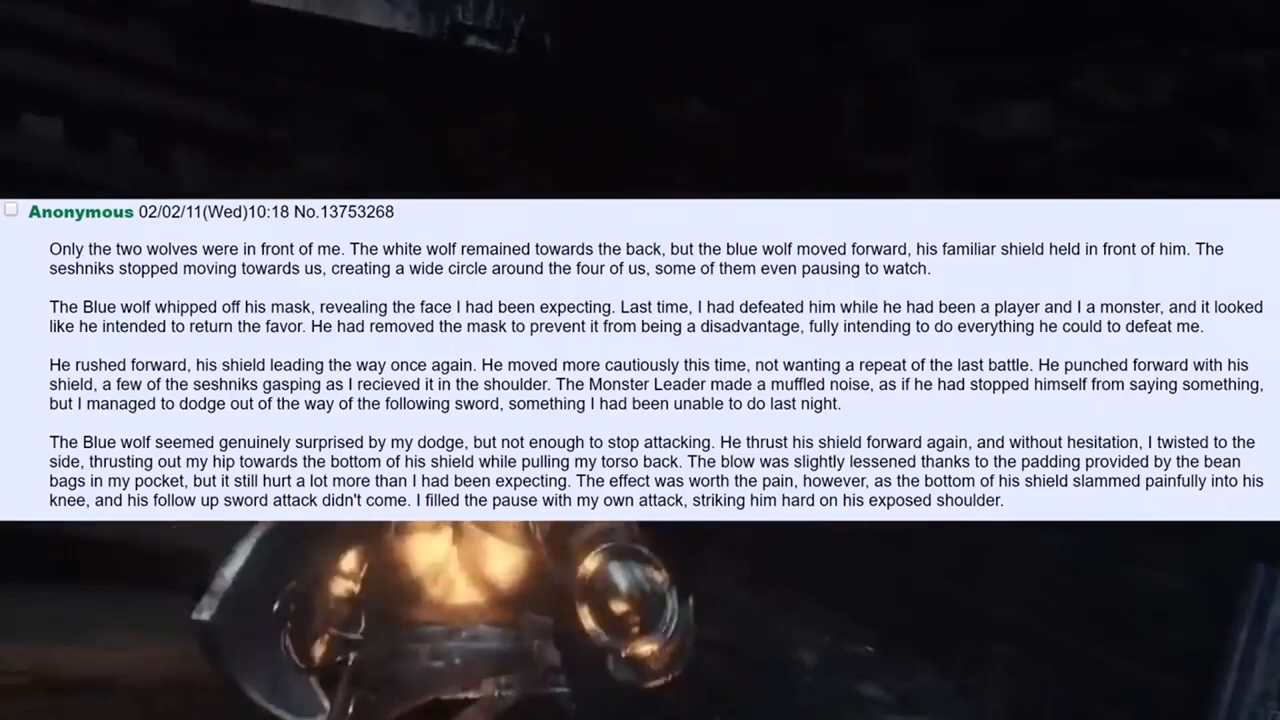 Anonymous 02/02/11(Wed)10:18 No.13753268
Only the two wolves were in front of me. The white wolf remained towards the back, but the blue wolf moved forward, his familiar shield held in front of him. The
seshniks stopped moving towards us, creating a wide circle around the four of us, some of them even pausing to watch.
The Blue wolf whipped off his mask, revealing the face I had been expecting. Last time, I had defeated him while he had been a player and I a monster, and it looked
like he intended to return the favor. He had removed the mask to prevent it from being a disadvantage, fully intending to do everything he could to defeat me.
He rushed forward, his shield leading the way once again. He moved more cautiously this time, not wanting a repeat of the last battle. He punched forward with his
shield, a few of the seshniks gasping as I recieved it in the shoulder. The Monster Leader made a muffled noise, as if he had stopped himself from saying something,
but I managed to dodge out of the way of the following sword, something I had been unable to do last night.
The Blue wolf seemed genuinely surprised by my dodge, but not enough to stop attacking. He thrust his shield forward again, and without hesitation, I twisted to the
side, thrusting out my hip towards the bottom of his shield while pulling my torso back. The blow was slightly lessened thanks to the padding provided by the bean
bags in my pocket, but it still hurt a lot more than I had been expecting. The effect was worth the pain, however, as the bottom of his shield slammed painfully into his
knee, and his follow up sword attack didn't come. I filled the pause with my own attack, striking him hard on his exposed shoulder.